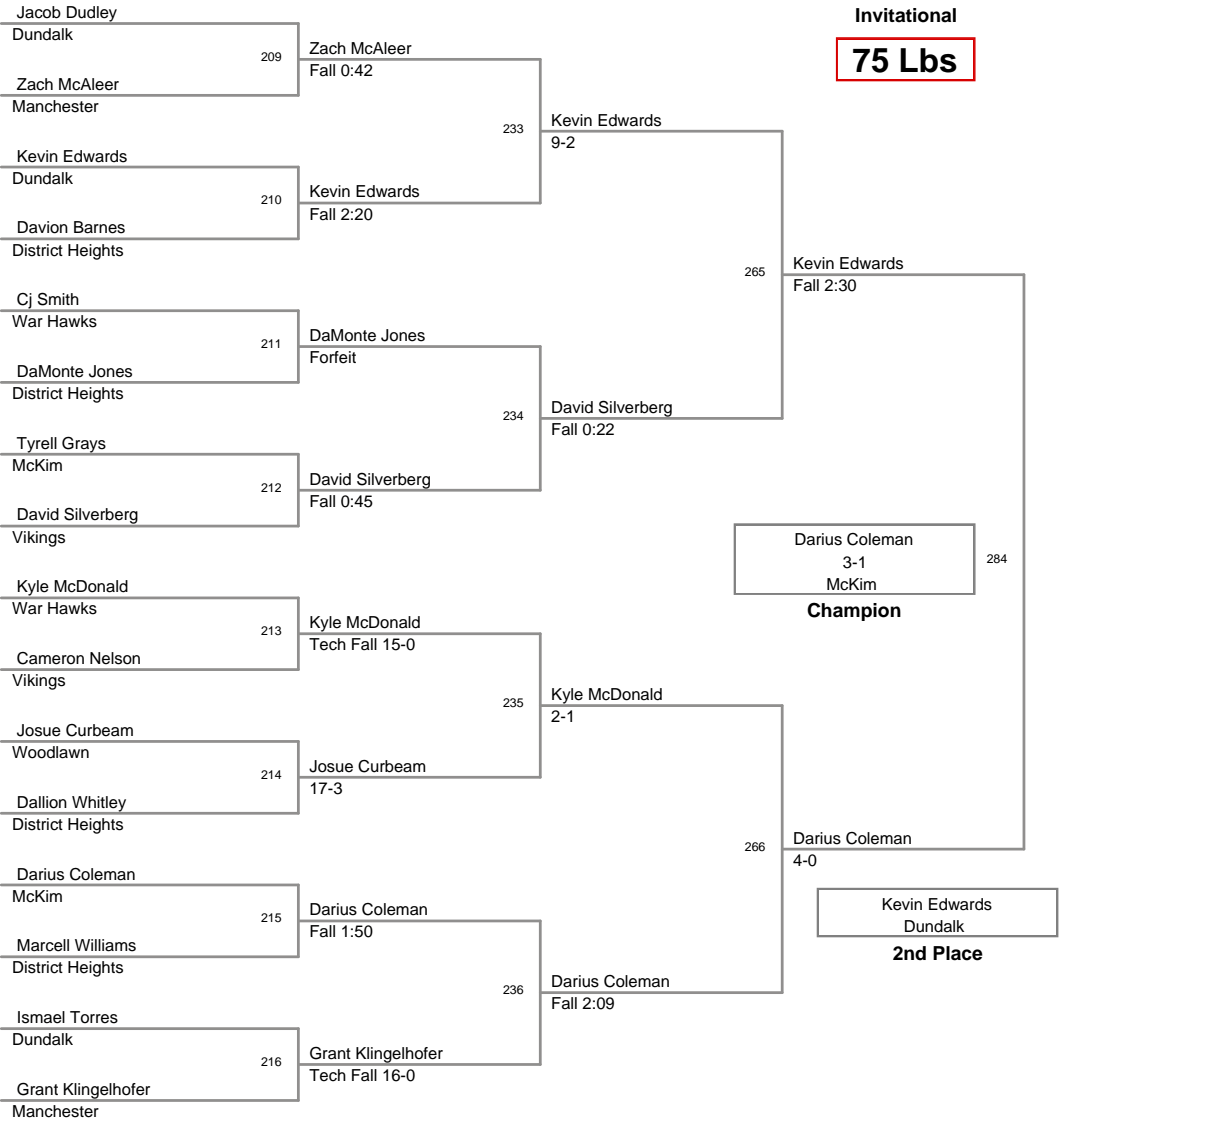 Invitational
75 Lbs
Jacob Dudley
Dundalk
209
Zach McAleer
Manchester
Kevin Edwards
Dundalk
210
Davion Barnes
District Heights
Cj Smith
War Hawks
211
DaMonte Jones
District Heights
Tyrell Grays
McKim
212
David Silverberg
Vikings
Kyle McDonald
War Hawks
213
Cameron Nelson
Vikings
Josue Curbeam
Woodlawn
214
Dallion Whitley
District Heights
Darius Coleman
McKim
215
Marcell Williams
District Heights
Ismael Torres
Dundalk
216
Grant Klingelhofer
Manchester
Zach McAleer
Fall 0:42
233
Kevin Edwards
Fall 2:20
DaMonte Jones
Forfeit
234
David Silverberg
Fall 0:45
Kyle McDonald
Tech Fall 15-0
235
Josue Curbeam
17-3
Darius Coleman
Fall 1:50
236
Grant Klingelhofer
Tech Fall 16-0
Kevin Edwards
9-2
265
David Silverberg
Fall 0:22
Kyle McDonald
2-1
266
Darius Coleman
Fall 2:09
Kevin Edwards
Fall 2:30
284
Darius Coleman
4-0
Darius Coleman
3-1
McKim
Champion
Kevin Edwards
Dundalk
2nd Place